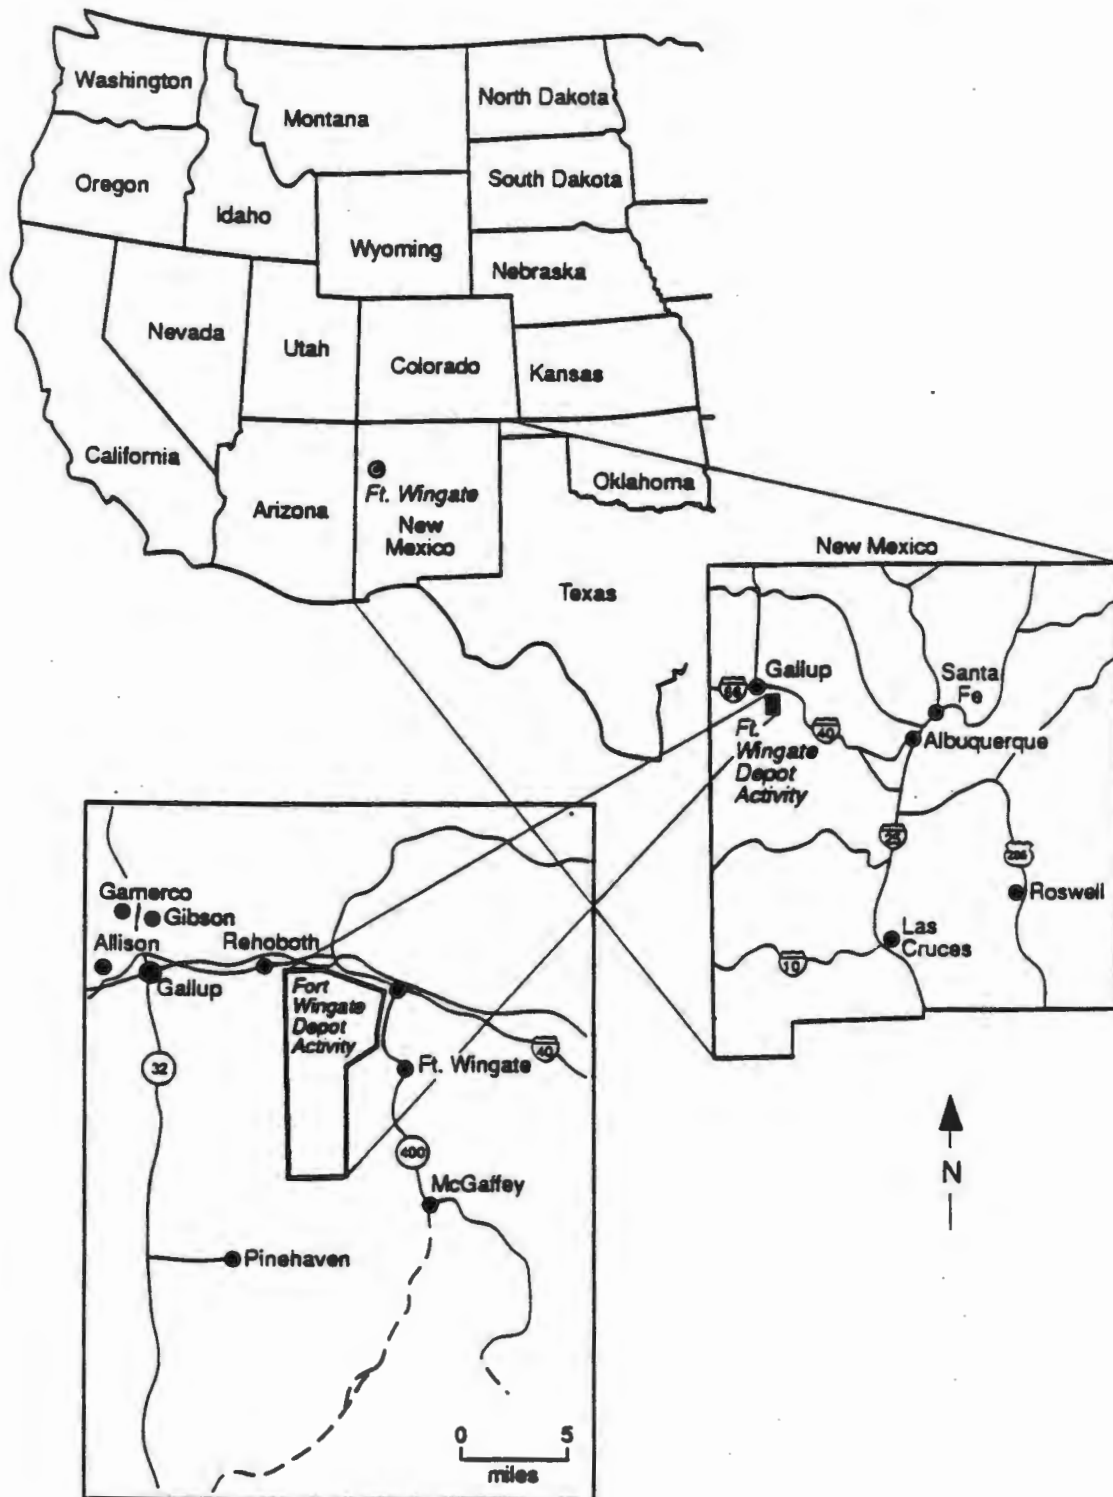 Washington
Montana
North Dakota
Oregon
Idaho
South Dakota
Wyoming
Nebraska
Nevada
Utah
Colorado
Kansas
California
Arizona
Ft. Wingate
New
Mexico
Oklahoma
Texas
New Mexico
Gallup
Santa
Fe
66
40
Ft.
Wingate
Depot
Activity
Albuquerque
25
285
Roswell
Las
Cruces
10
N
Gamerco
Gibson
Allison
Rehoboth
Gallup
Fort
Wingate
Depot
Activity
40
32
Ft. Wingate
400
McGaffey
Pinehaven
0 5
miles